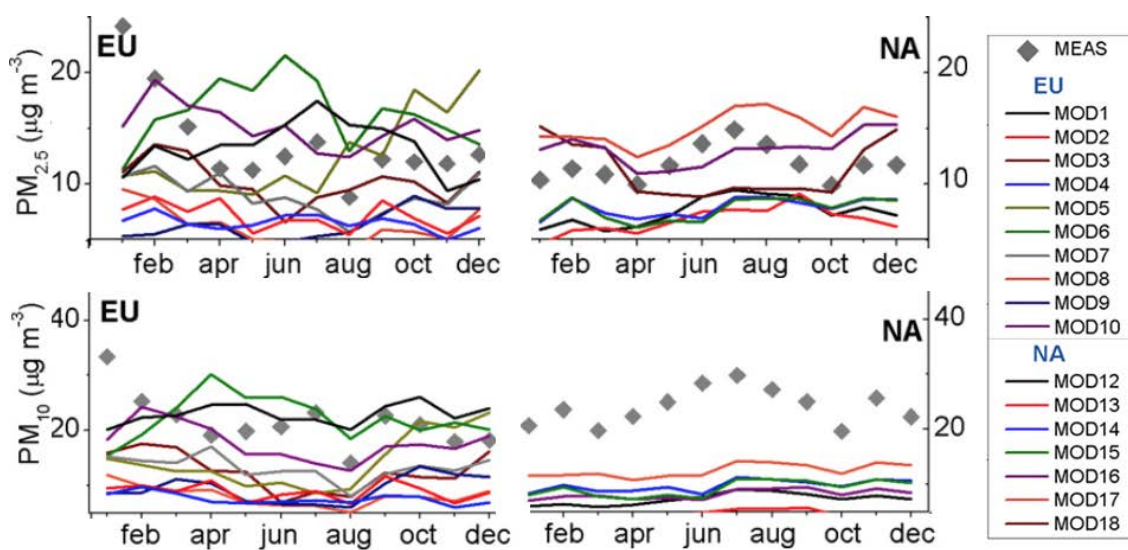 EU
NA
20
10
20
10
PM2.5 (μg m-3)
feb apr jun aug oct dec
feb apr jun aug oct dec
EU
NA
40
20
40
20
PM10 (μg m-3)
feb apr jun aug oct dec
feb apr jun aug oct dec
MEAS
EU
MOD1
MOD2
MOD3
MOD4
MOD5
MOD6
MOD7
MOD8
MOD9
MOD10
NA
MOD12
MOD13
MOD14
MOD15
MOD16
MOD17
MOD18